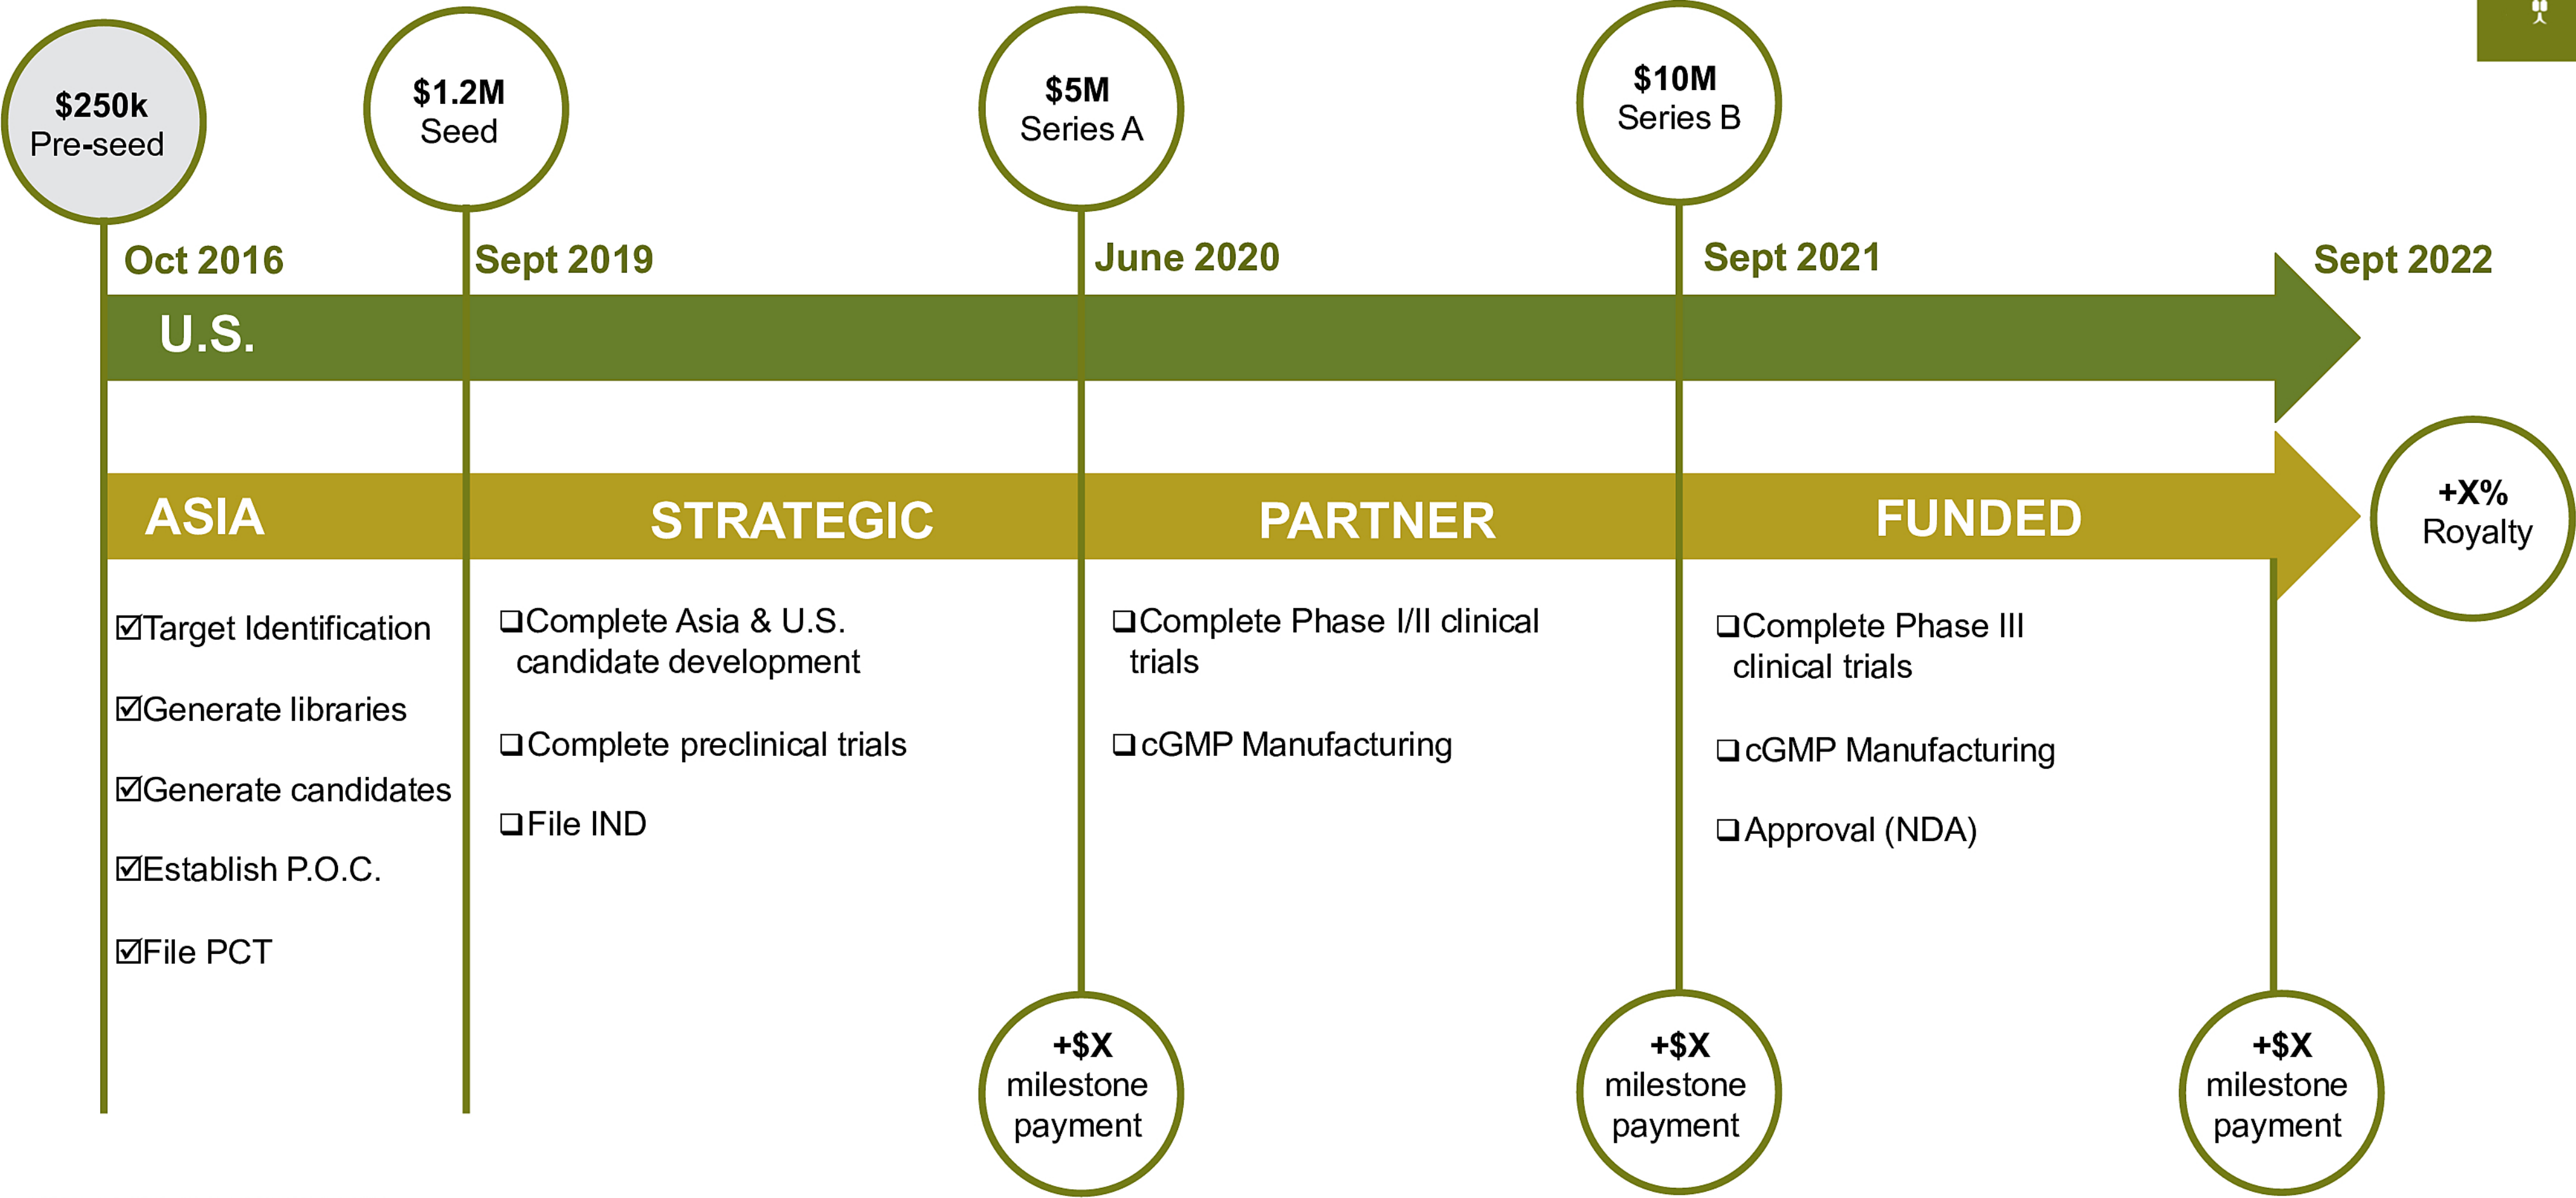 $250k
Pre-seed
$1.2M
Seed
$5M
Series A
$10M
Series B
Oct 2016
Sept 2019
June 2020
Sept 2021
Sept 2022
U.S.
ASIA
STRATEGIC
PARTNER
FUNDED
+X%
Royalty
☑Target Identification
☑Generate libraries
☑Generate candidates
☑Establish P.O.C.
☑File PCT
❑Complete Asia & U.S.
candidate development
❑Complete preclinical trials
❑File IND
❑Complete Phase I/II clinical
trials
❑cGMP Manufacturing
❑Complete Phase III
clinical trials
❑cGMP Manufacturing
❑Approval (NDA)
+$X
milestone
payment
+$X
milestone
payment
+$X
milestone
payment